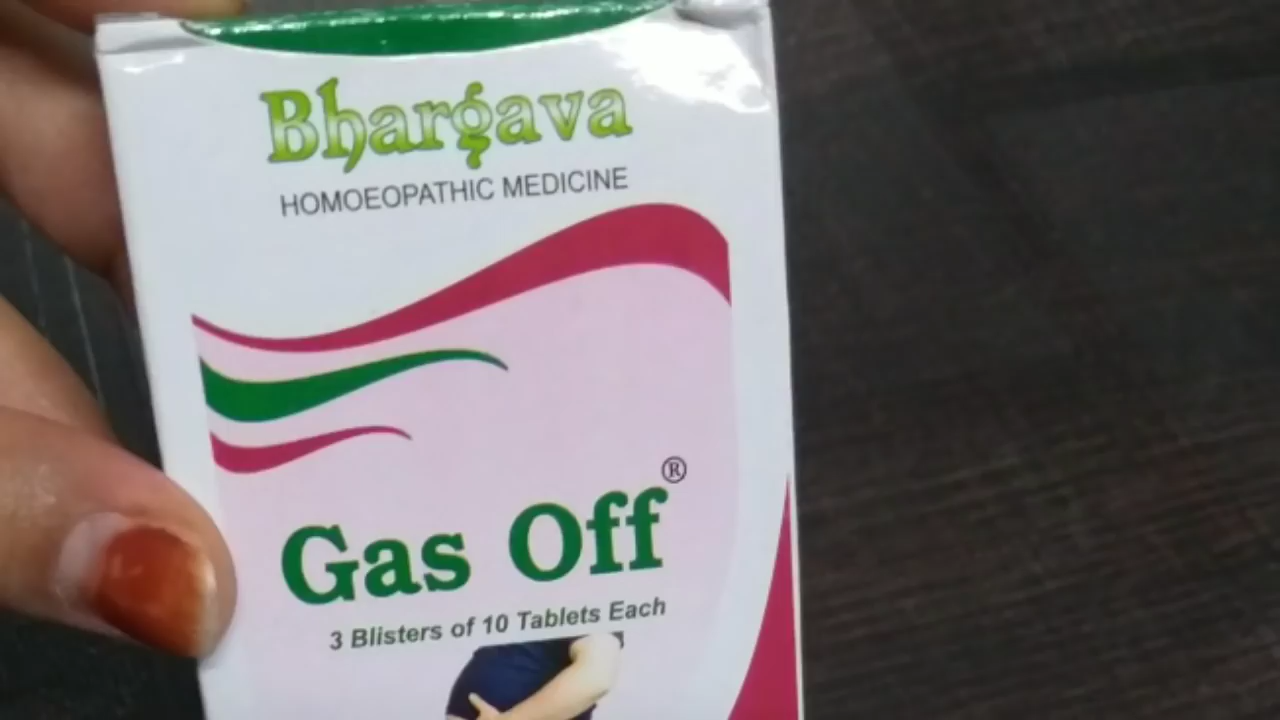 Bhargava
HOMOEOPATHIC MEDICINE
Gas Off®
3 Blisters of 10 Tablets Each